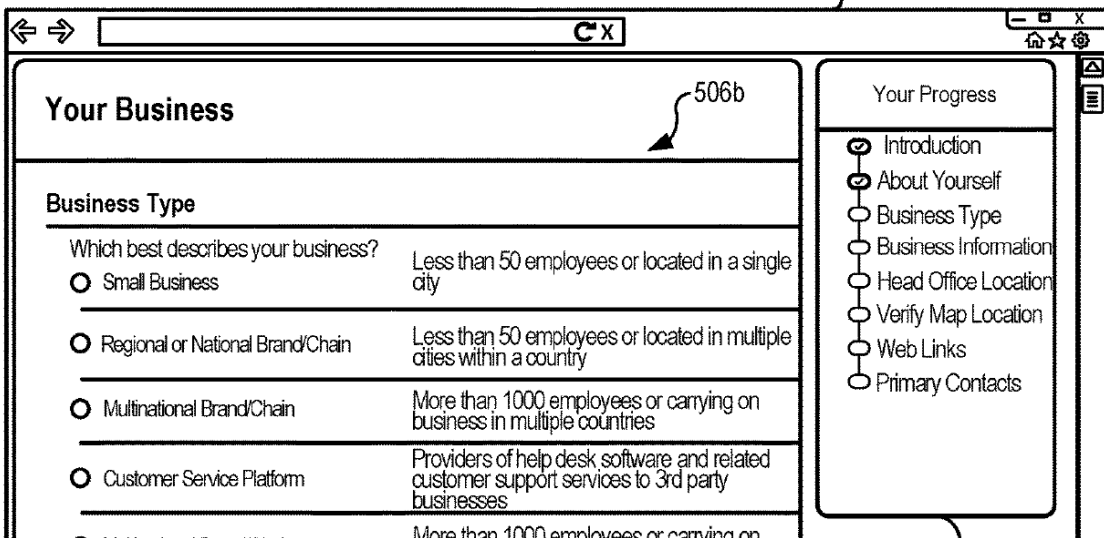 C X
X
Your Business
506b
Business Type
Which best describes your business?
Small Business
Less than 50 employees or located in a single
city
Regional or National Brand/Chain
Less than 50 employees or located in multiple
cities within a country
Multinational Brand/Chain
More than 1000 employees or carrying on
business in multiple countries
Customer Service Platform
Providers of help desk software and related
customer support services to 3rd party
businesses
More than 1000 employees or carrying on
Your Progress
Introduction
About Yourself
Business Type
Business Information
Head Office Location
Verify Map Location
Web Links
Primary Contacts